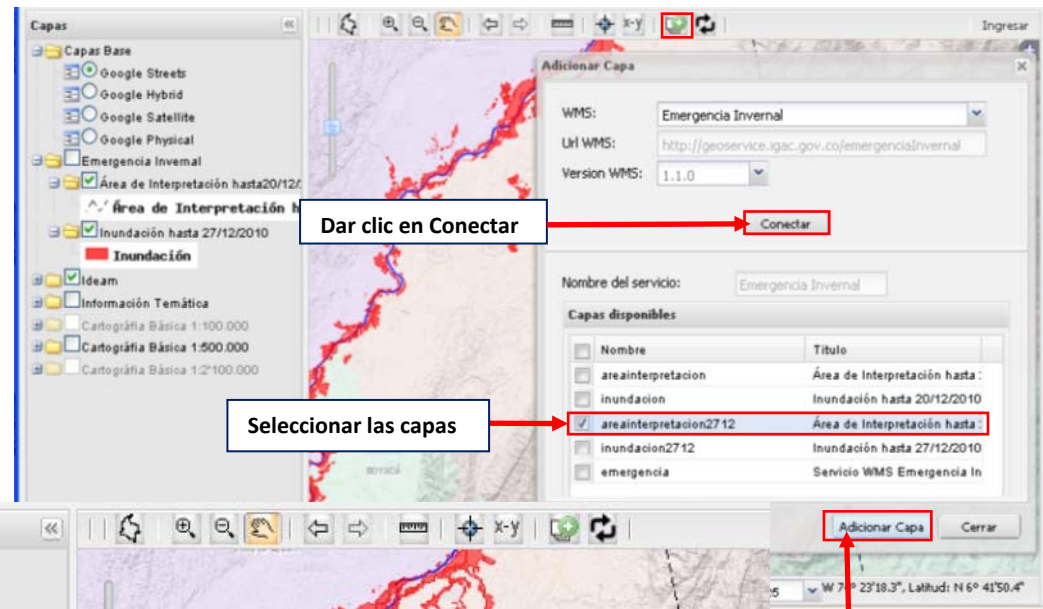 Capas
Capas Base
Google Streets
Google Hybrid
Google Satellite
Google Physical
Emergencia Invernal
Área de Interpretación hasta20/12/
Área de Interpretación h
Inundación hasta 27/12/2010
Inundación
Ideam
Información Temática
Cartográfia Básica 1:100.000
Cartográfia Básica 1:500.000
Cartográfia Básica 1:2'100.000
x-y
Ingresar
Adicionar Capa
WMS:
Emergencia Invernal
Url WMS:
http://geoservice.igac.gov.co/emergenciaInvernal
Version WMS:
1.1.0
Dar clic en Conectar
Conectar
Nombre del servicio:
Emergencia Invernal
Capas disponibles
Nombre Titulo
areainterpretacion Área de Interpretación hasta :
inundacion Inundación hasta 20/12/2010
Seleccionar las capas
areainterpretacion2712 Área de Interpretación hasta :
inundacion2712 Inundación hasta 27/12/2010
emergencia Servicio WMS Emergencia In
BOYACÁ
x-y
Adicionar Capa
Cerrar
23'18.3", Latitud: N 6º 41'50.4"